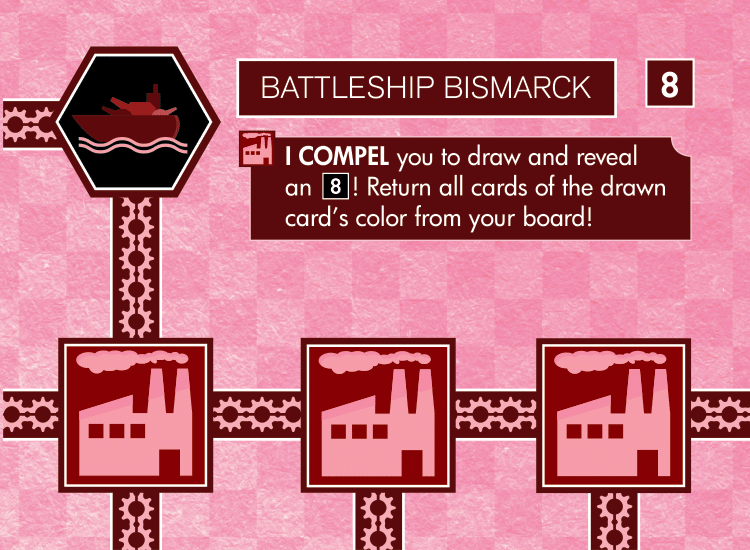 BATTLESHIP BISMARCK 8
I COMPEL you to draw and reveal
an 8! Return all cards of the drawn
card's color from your board!